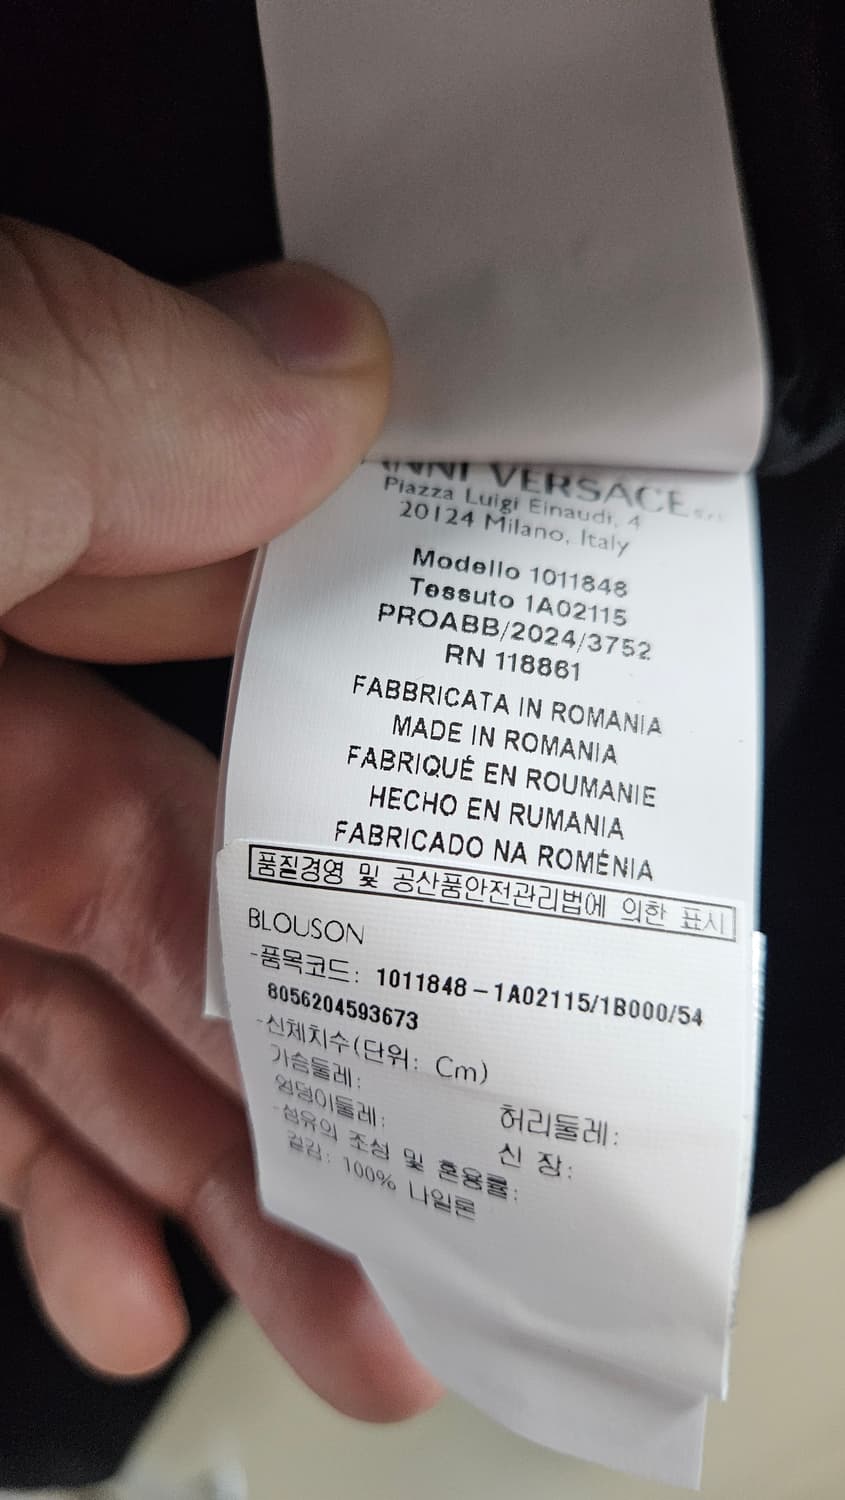 VERSACE
Piazza Luigi Einaudi, 4
20124 Milano, Italy
Modello 1011848
Tessuto 1A02115
PROABB/2024/3752
RN 118861
FABBRICATA IN ROMANIA
MADE IN ROMANIA
FABRIQUÉ EN ROUMANIE
HECHO EN RUMANIA
FABRICADO NA ROMÉNIA
품질경영 및 공산품안전관리법에 의한 표시
BLOUSON
-품목코드: 1011848-1A02115/1B000/54
8056204593673
-신체치수(단위: Cm)
가슴둘레: 허리둘레:
엉덩이둘레: 신 장:
-섬유의 조성 및 혼용률:
겉감: 100% 나일론